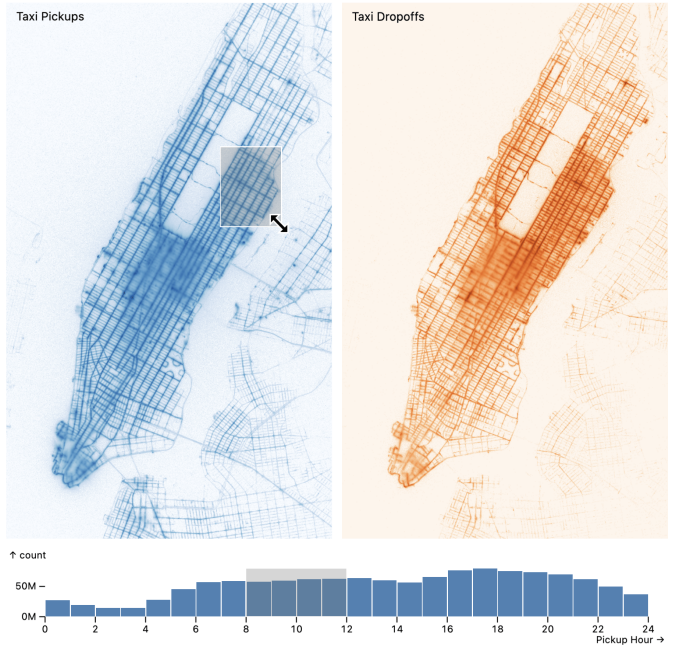 Taxi Pickups
Taxi Dropoffs
↑ count
50M
0M
0 2 4 6 8 10 12 14 16 18 20 22 24
Pickup Hour →